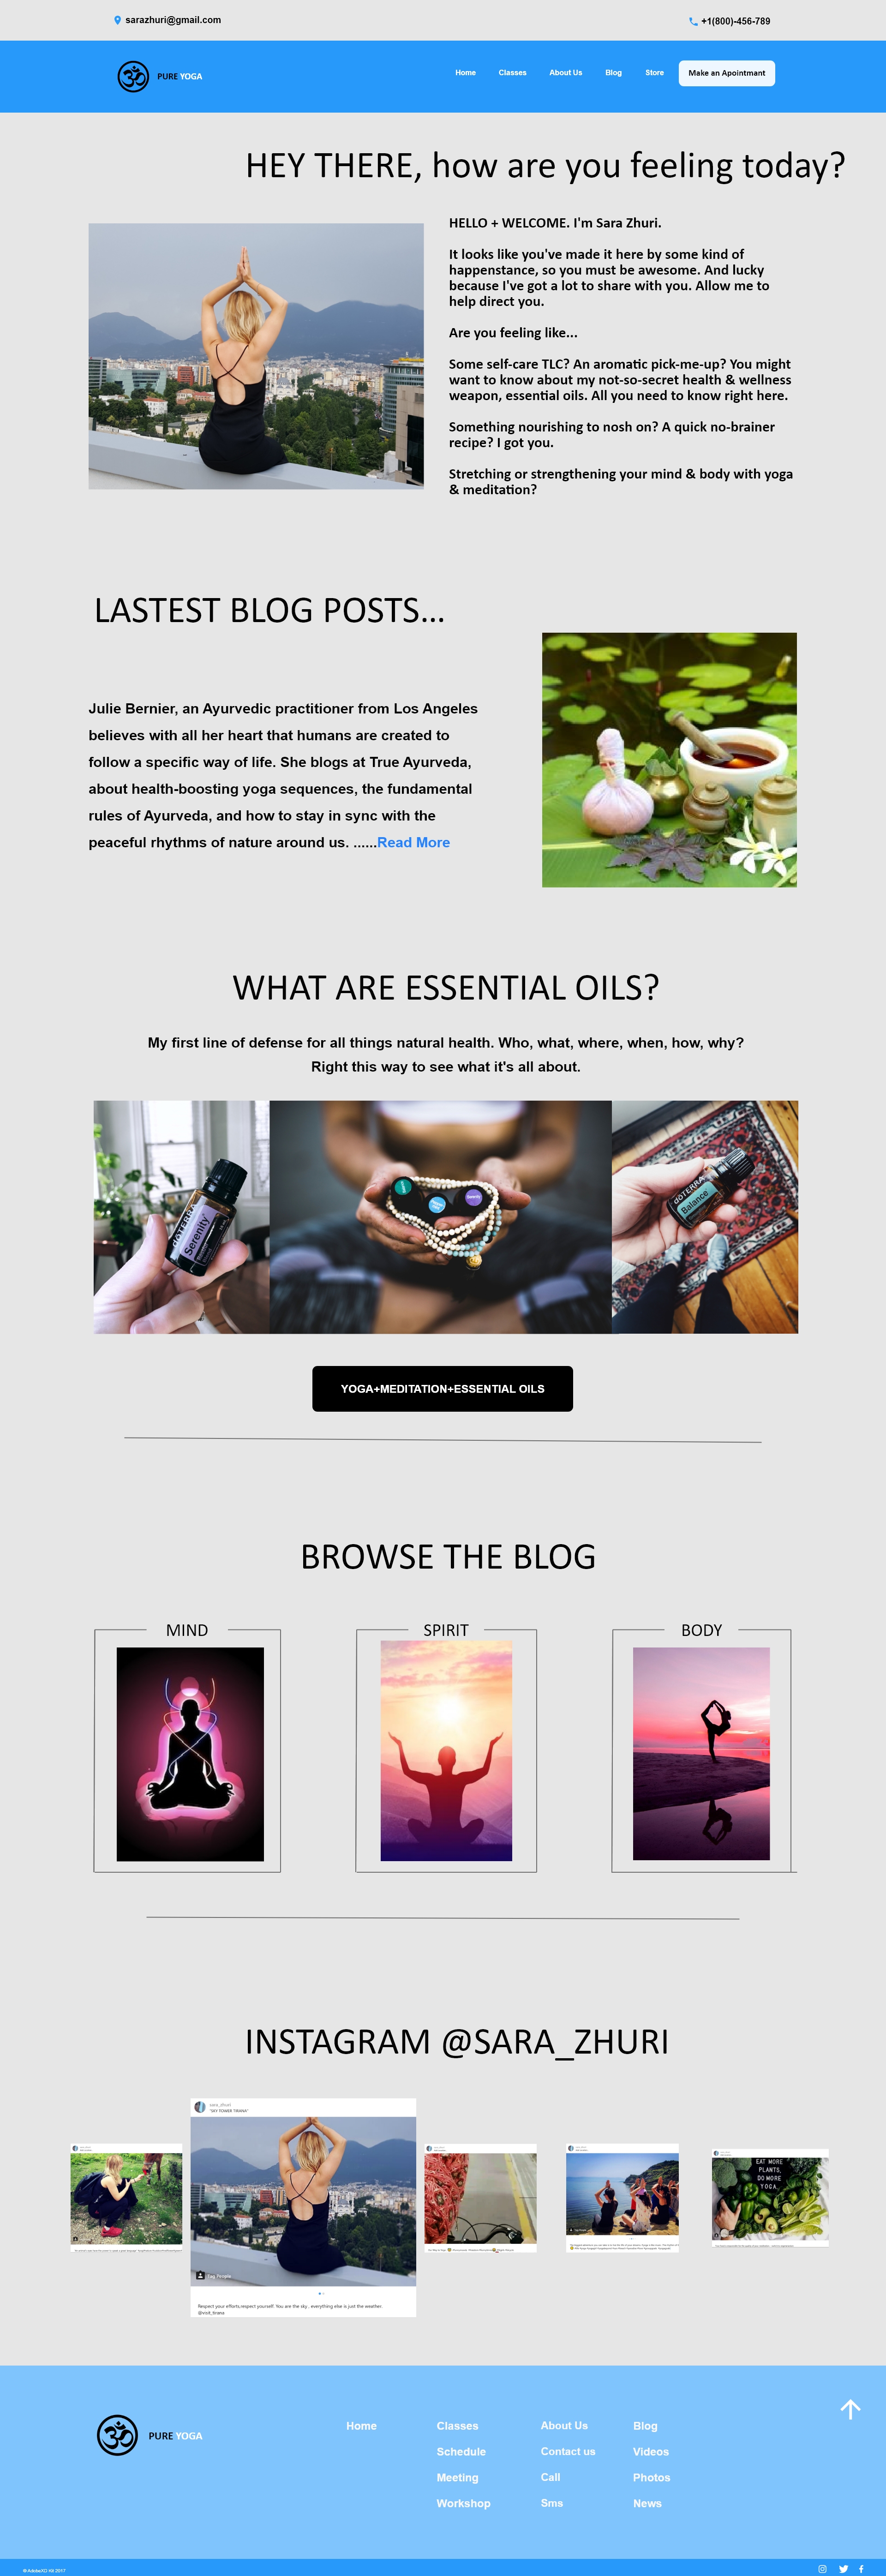 sarazhuri@gmail.com
+1(800)-456-789
PURE YOGA
Home
Classes
About Us
Blog
Store
Make an Apointmant
HEY THERE, how are you feeling today?
HELLO + WELCOME. I'm Sara Zhuri.
It looks like you've made it here by some kind of
happenstance, so you must be awesome. And lucky
because I've got a lot to share with you. Allow me to
help direct you.
Are you feeling like...
Some self-care TLC? An aromatic pick-me-up? You might
want to know about my not-so-secret health & wellness
weapon, essential oils. All you need to know right here.
Something nourishing to nosh on? A quick no-brainer
recipe? I got you.
Stretching or strengthening your mind & body with yoga
& meditation?
LASTEST BLOG POSTS...
Julie Bernier, an Ayurvedic practitioner from Los Angeles
believes with all her heart that humans are created to
follow a specific way of life. She blogs at True Ayurveda,
about health-boosting yoga sequences, the fundamental
rules of Ayurveda, and how to stay in sync with the
peaceful rhythms of nature around us. ......Read More
WHAT ARE ESSENTIAL OILS?
My first line of defense for all things natural health. Who, what, where, when, how, why?
Right this way to see what it's all about.
dōTERRA
Serenity
dōTERRA
Balance
YOGA+MEDITATION+ESSENTIAL OILS
BROWSE THE BLOG
MIND
SPIRIT
BODY
INSTAGRAM @SARA_ZHURI
sara_zhuri
"SKY TOWER TIRANA"
Tag People
Respect your efforts,respect yourself. You are the sky , everything else is just the weather.
@visit_tirana
EAT MORE
PLANTS,
DO MORE
YOGA
PURE YOGA
Home
Classes
Schedule
Meeting
Workshop
About Us
Contact us
Call
Sms
Blog
Videos
Photos
News
© AdobeXD Kit 2017